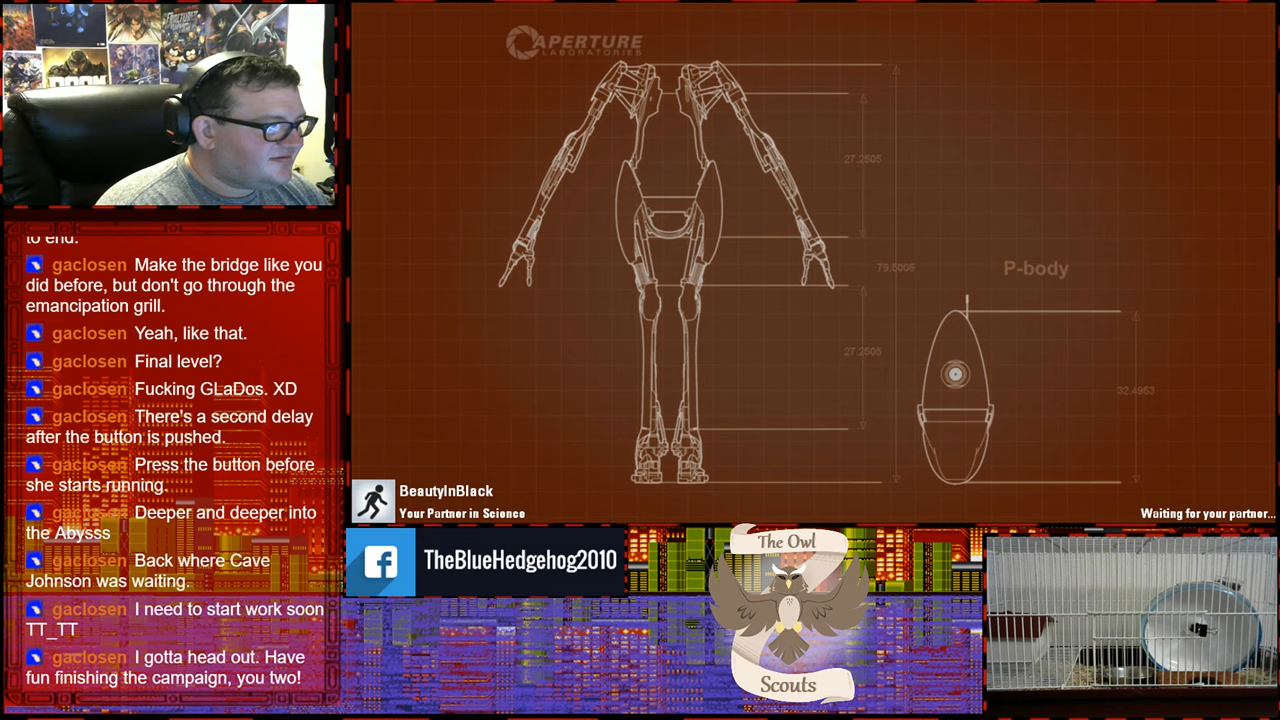 DOOM
to end.
gaclosen Make the bridge like you
did before, but don't go through the
emancipation grill.
gaclosen Yeah, like that.
gaclosen Final level?
gaclosen Fucking GLaDos. XD
gaclosen There's a second delay
after the button is pushed.
gaclosen Press the button before
she starts running.
gaclosen Deeper and deeper into
the Abysss
gaclosen Back where Cave
Johnson was waiting.
gaclosen I need to start work soon
TT_TT
gaclosen I gotta head out. Have
fun finishing the campaign, you two!
APERTURE
LABORATORIES
27.2505
79.5005
27.2505
P-body
32.4953
BeautyInBlack
Your Partner in Science
Waiting for your partner...
TheBlueHedgehog2010
The Owl
Scouts